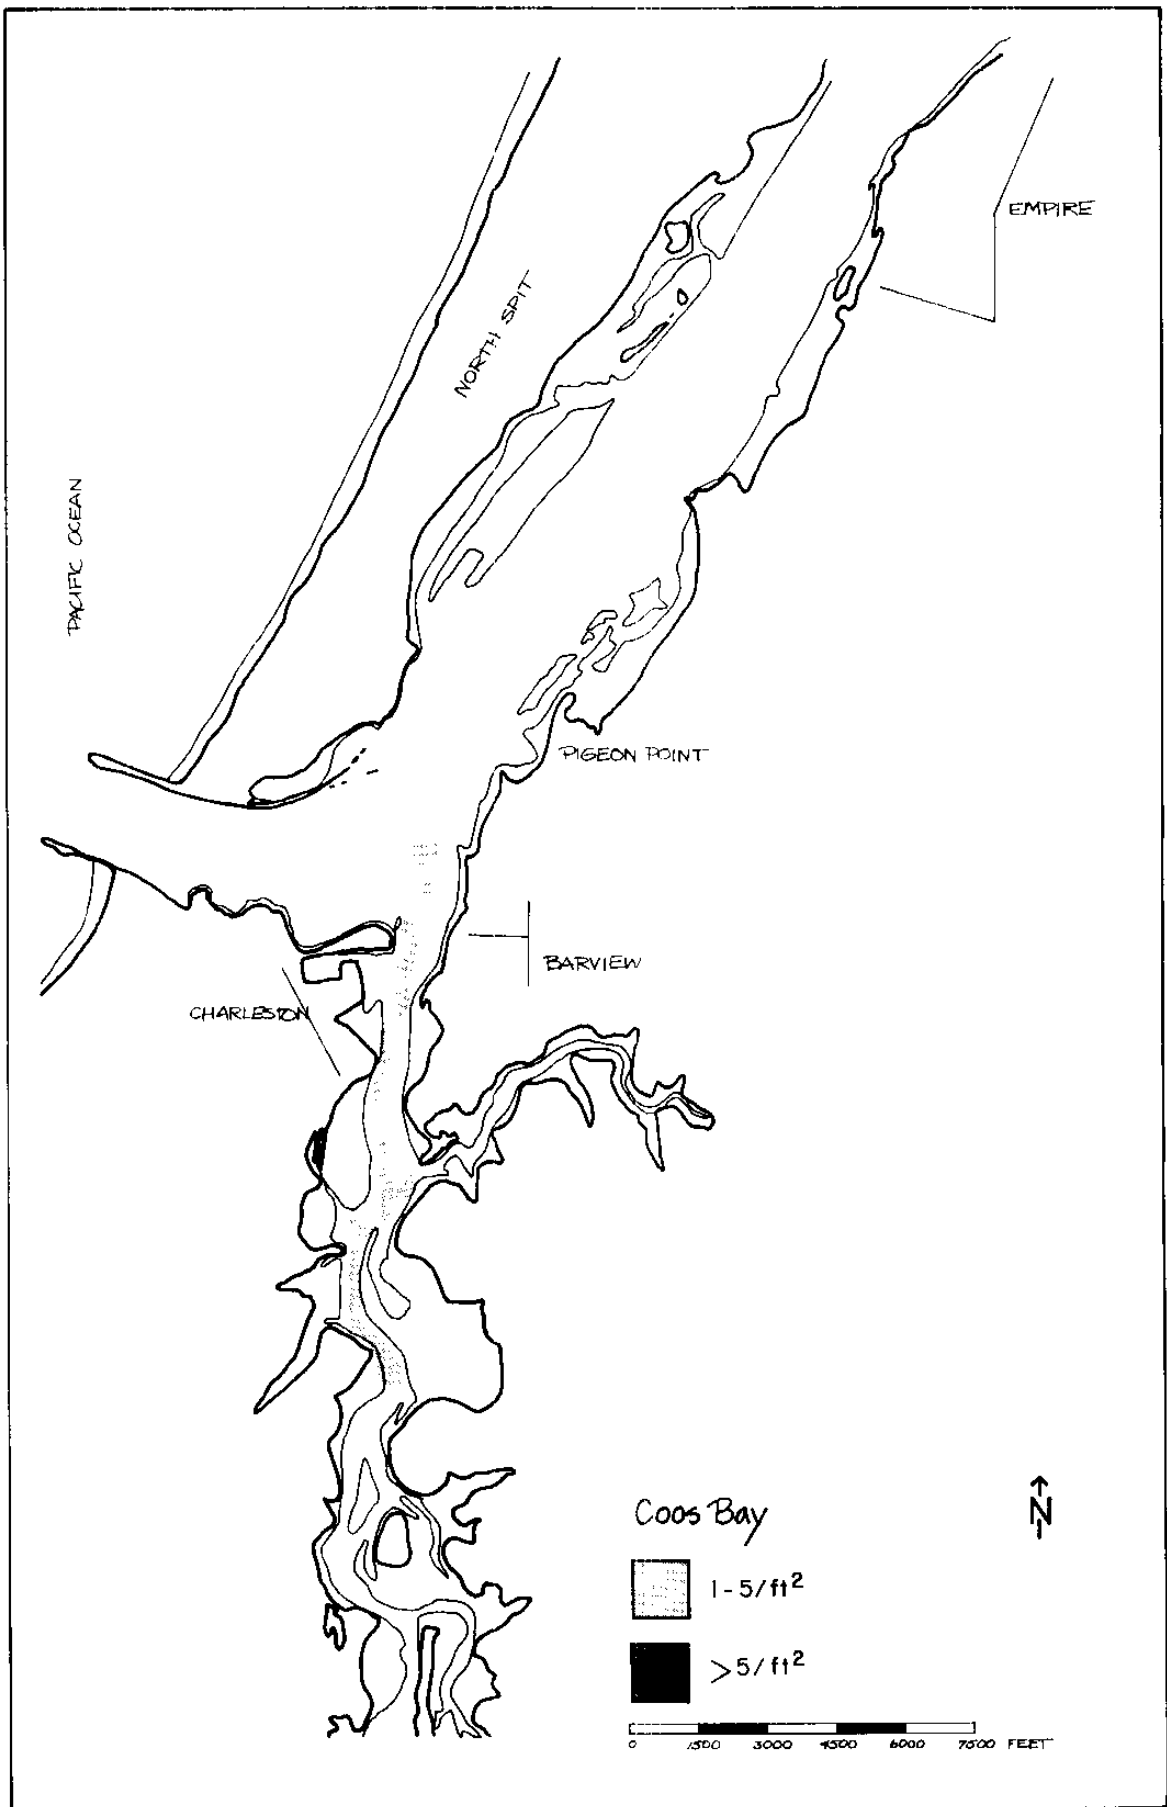 EMPIRE
NORTH SPIT
PACIFIC OCEAN
PIGEON POINT
BARVIEW
CHARLESTON
Coos Bay
N
1-5/ft²
>5/ft²
0 1500 3000 4500 6000 7500 FEET